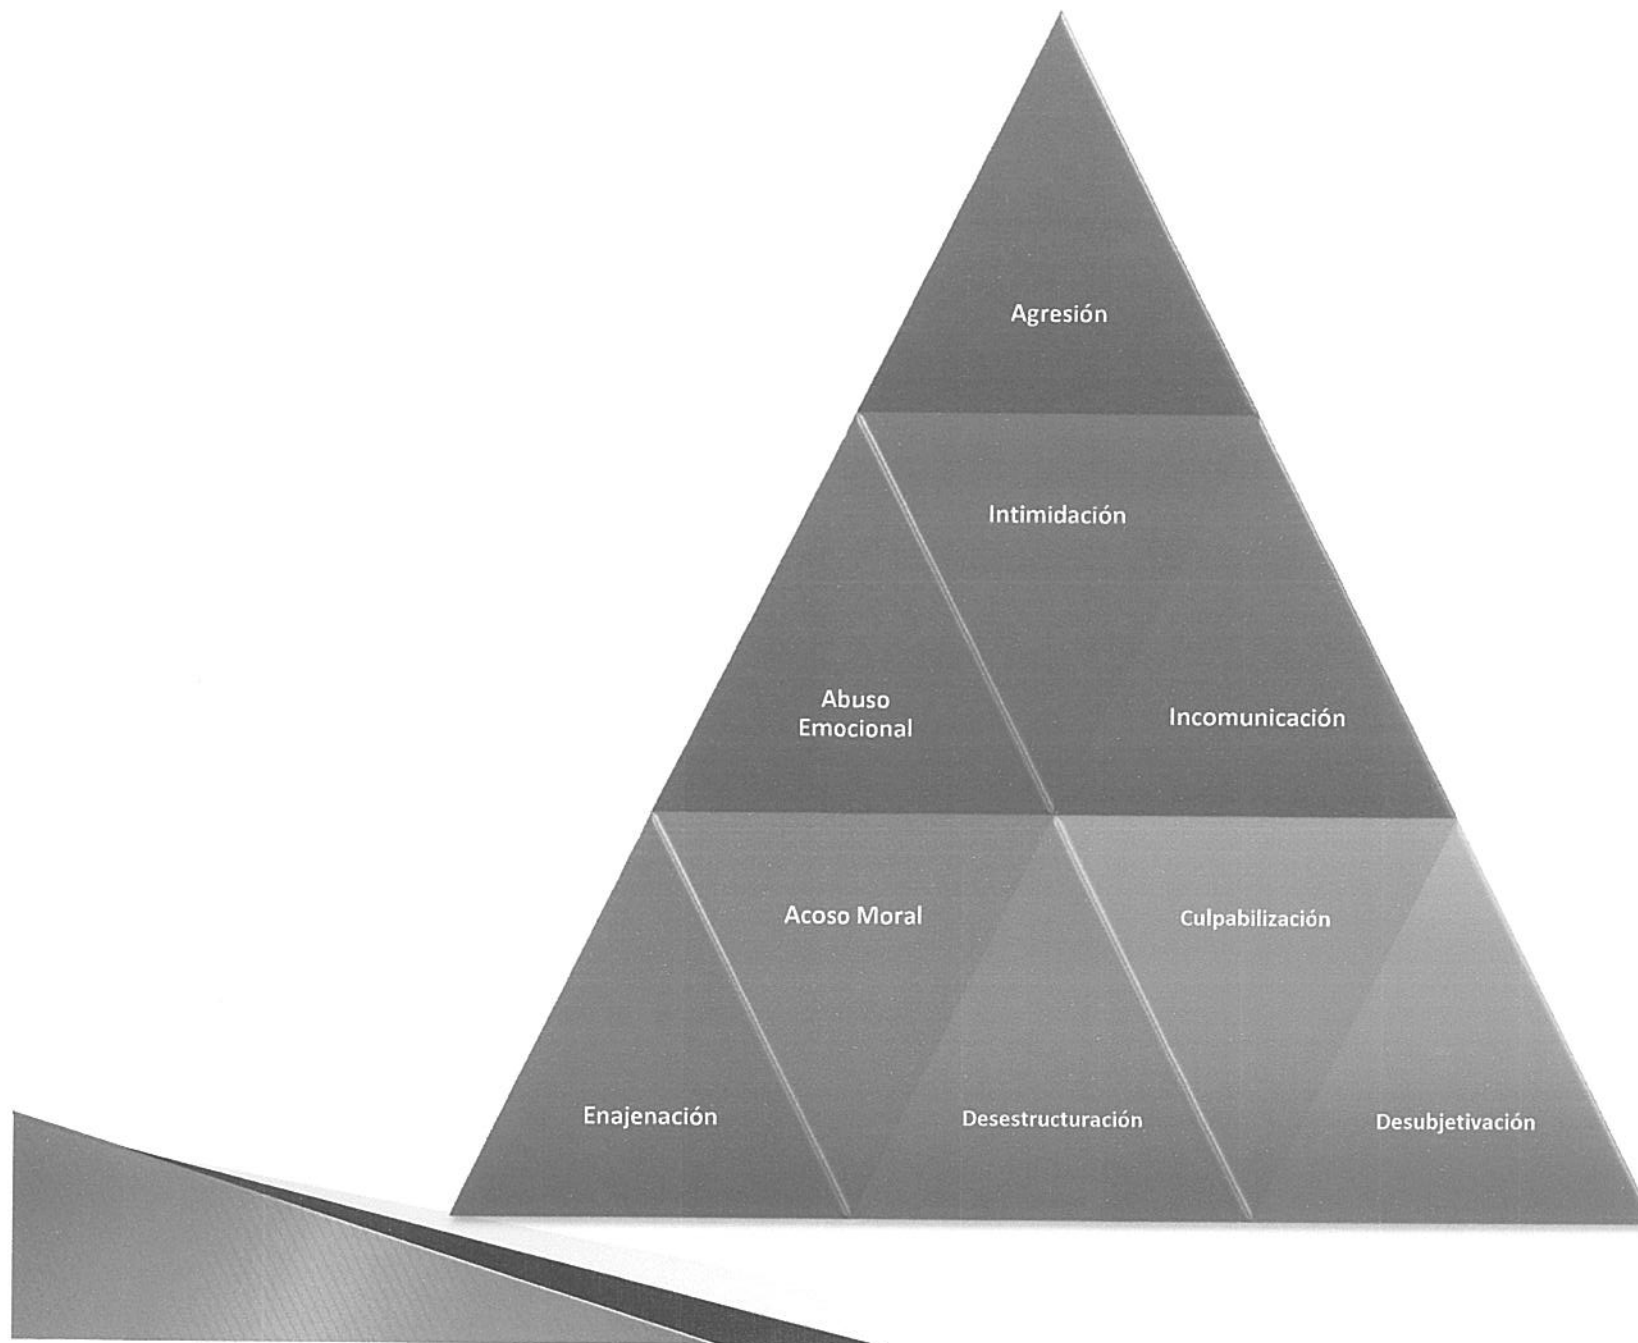 Agresión
Intimidación
Abuso
Emocional
Incomunicación
Acoso Moral
Culpabilización
Enajenación
Desestructuración
Desubjetivación